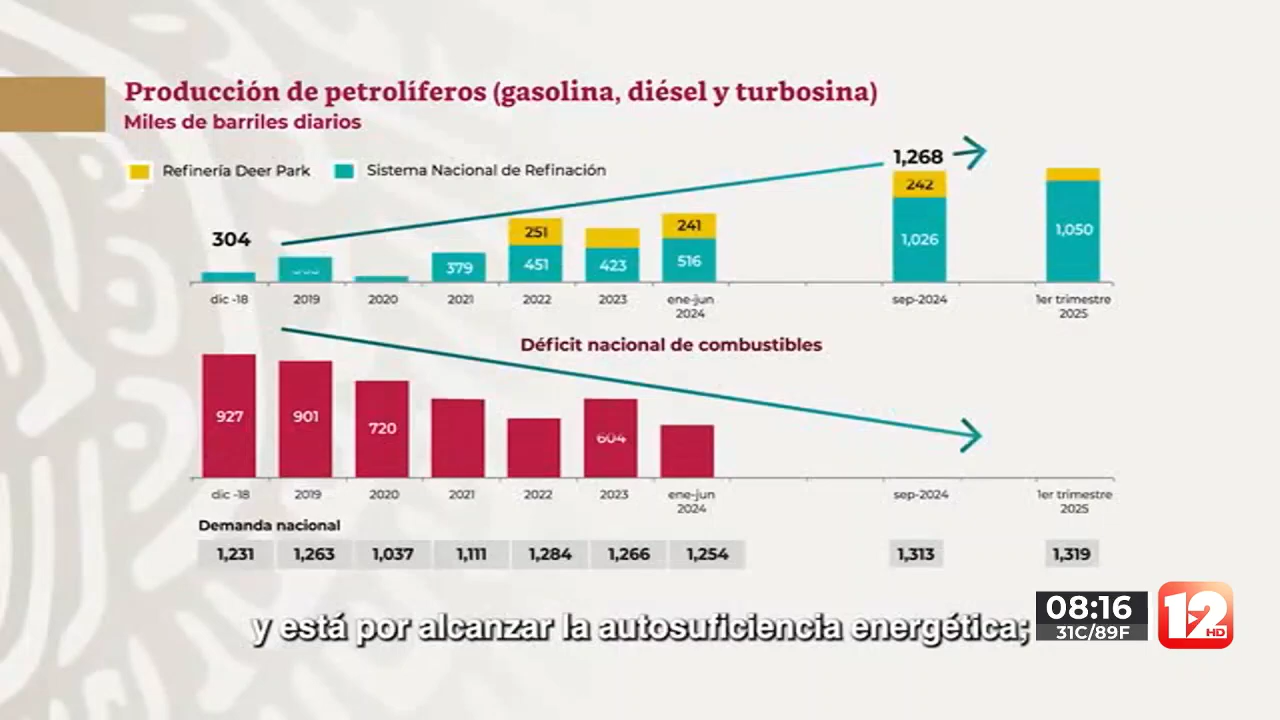 Producción de petrolíferos (gasolina, diésel y turbosina)
Miles de barriles diarios
Refinería Deer Park
Sistema Nacional de Refinación
1,268
304
251
241
242
379
451
423
516
1,026
1,050
dic -18
2019
2020
2021
2022
2023
ene-jun
2024
sep-2024
1er trimestre
2025
Déficit nacional de combustibles
927
901
720
604
dic -18
2019
2020
2021
2022
2023
ene-jun
2024
sep-2024
1er trimestre
2025
Demanda nacional
1,231
1,263
1,037
1,111
1,284
1,266
1,254
1,313
1,319
y está por alcanzar la autosuficiencia energética;
08:16
31C/89F
12
HD